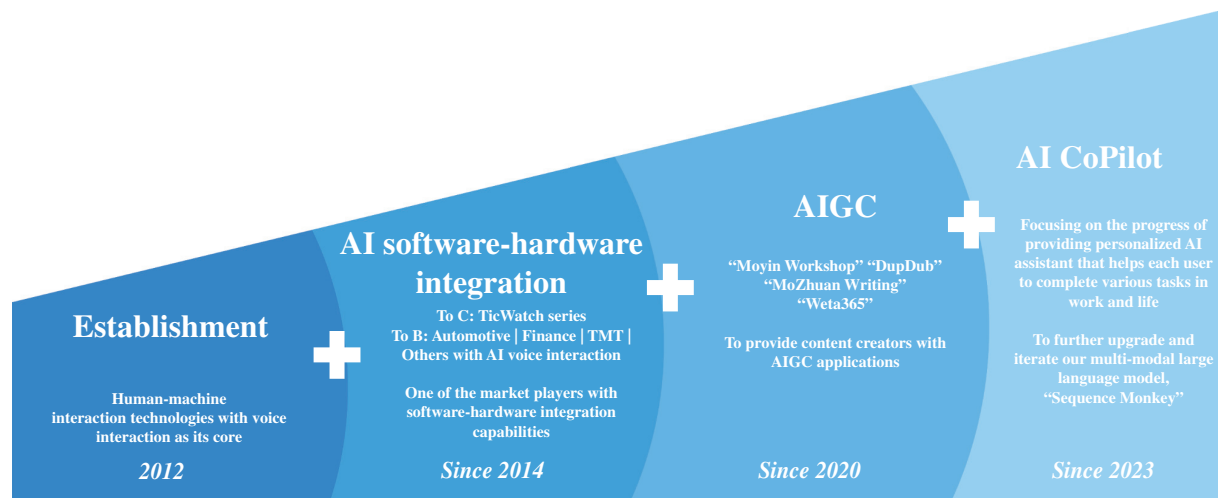 Establishment
Human-machine
interaction technologies with voice
interaction as its core
2012
AI software-hardware
integration
To C: TicWatch series
To B: Automotive | Finance | TMT |
Others with AI voice interaction
One of the market players with
software-hardware integration
capabilities
Since 2014
AIGC
“Moyin Workshop” “DupDub”
“MoZhuan Writing”
“Weta365”
To provide content creators with
AIGC applications
Since 2020
AI CoPilot
Focusing on the progress of
providing personalized AI
assistant that helps each user
to complete various tasks in
work and life
To further upgrade and
iterate our multi-modal large
language model,
“Sequence Monkey”
Since 2023